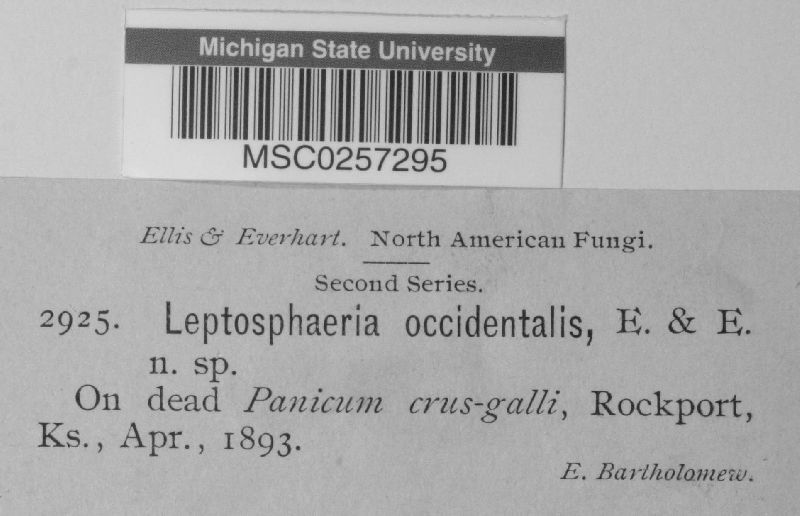 Michigan State University
MSC0257295
Ellis & Everhart. North American Fungi.
Second Series.
2925. Leptosphaeria occidentalis, E. & E.
n. sp.
On dead Panicum crus-galli, Rockport,
Ks., Apr., 1893.
E. Bartholomew.